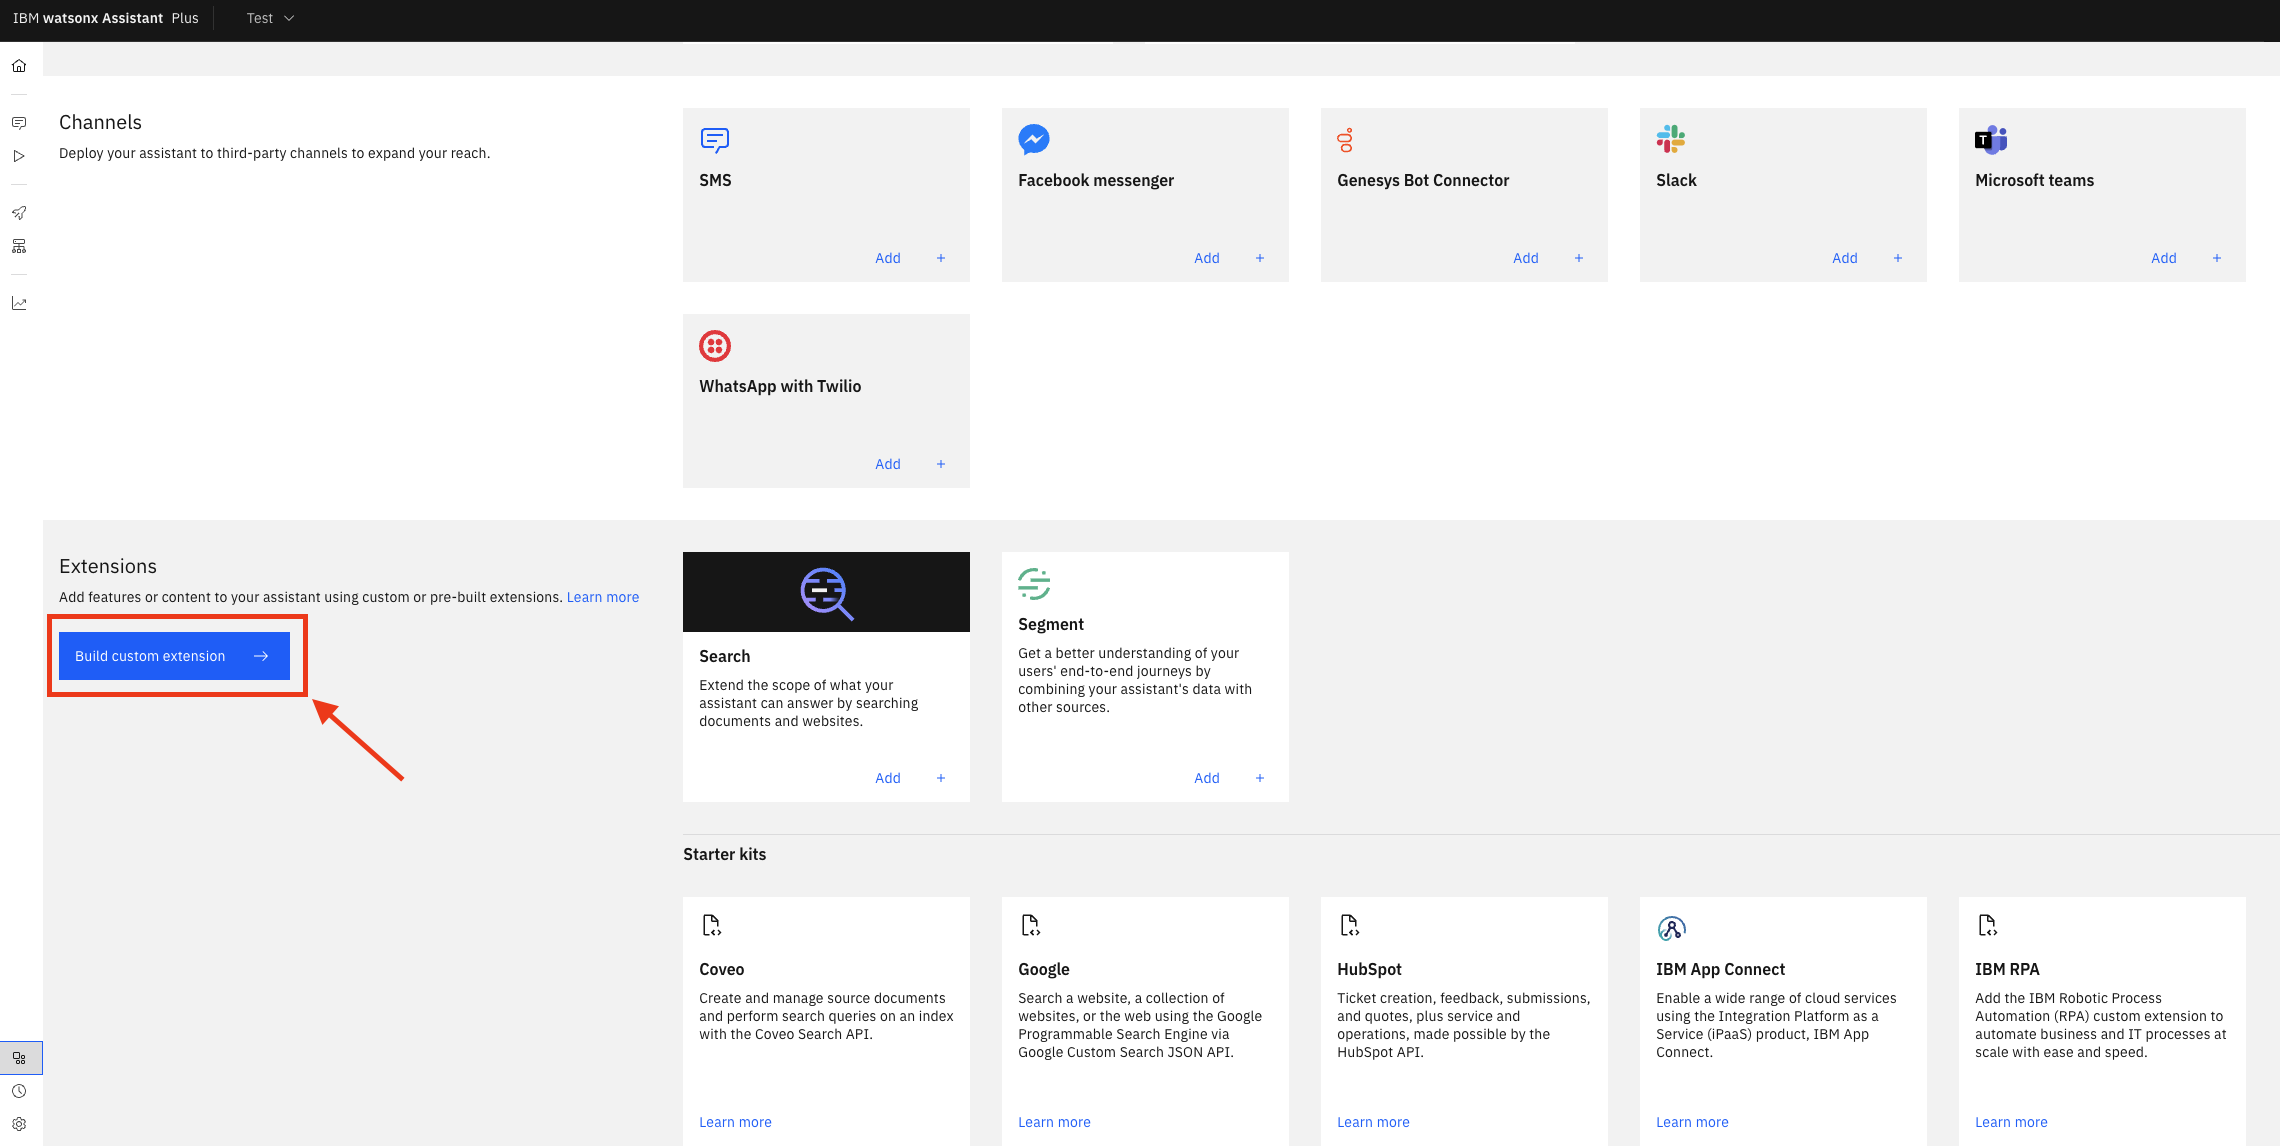 IBM watsonx Assistant Plus
Test
Channels
Deploy your assistant to third-party channels to expand your reach.
SMS
Add +
Facebook messenger
Add +
Genesys Bot Connector
Add +
Slack
Add +
T
Microsoft teams
Add +
WhatsApp with Twilio
Add +
Extensions
Add features or content to your assistant using custom or pre-built extensions. Learn more
Build custom extension →
Search
Extend the scope of what your
assistant can answer by searching
documents and websites.
Add +
Segment
Get a better understanding of your
users' end-to-end journeys by
combining your assistant's data with
other sources.
Add +
Starter kits
Coveo
Create and manage source documents
and perform search queries on an index
with the Coveo Search API.
Learn more
Google
Search a website, a collection of
websites, or the web using the Google
Programmable Search Engine via
Google Custom Search JSON API.
Learn more
HubSpot
Ticket creation, feedback, submissions,
and quotes, plus service and
operations, made possible by the
HubSpot API.
Learn more
IBM App Connect
Enable a wide range of cloud services
using the Integration Platform as a
Service (iPaaS) product, IBM App
Connect.
Learn more
IBM RPA
Add the IBM Robotic Process
Automation (RPA) custom extension to
automate business and IT processes at
scale with ease and speed.
Learn more